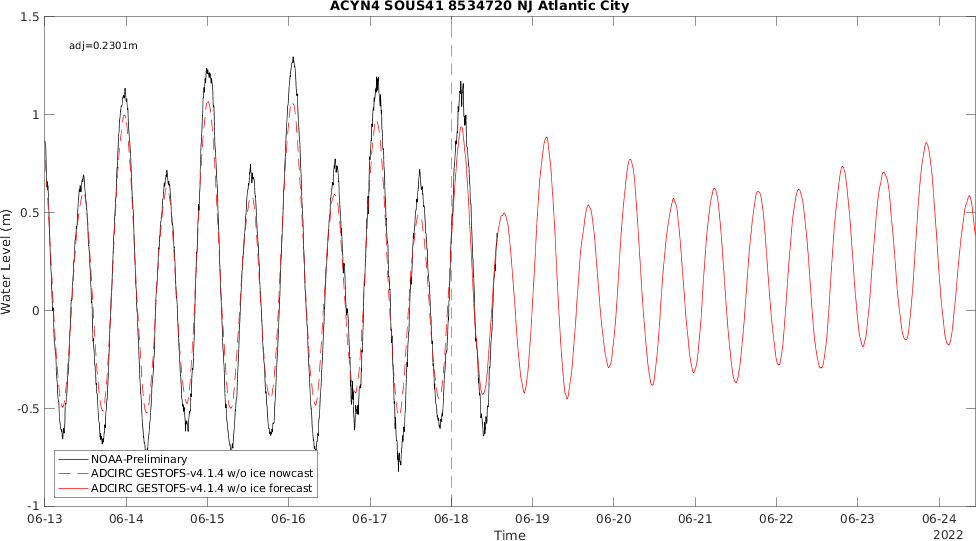 ACYN4 SOUS41 8534720 NJ Atlantic City
adj=0.2301m
Water Level (m)
1.5
1
0.5
0
-0.5
-1
NOAA-Preliminary
ADCIRC GESTOFS-v4.1.4 w/o ice nowcast
ADCIRC GESTOFS-v4.1.4 w/o ice forecast
06-13 06-14 06-15 06-16 06-17 06-18 06-19 06-20 06-21 06-22 06-23 06-24
Time
2022